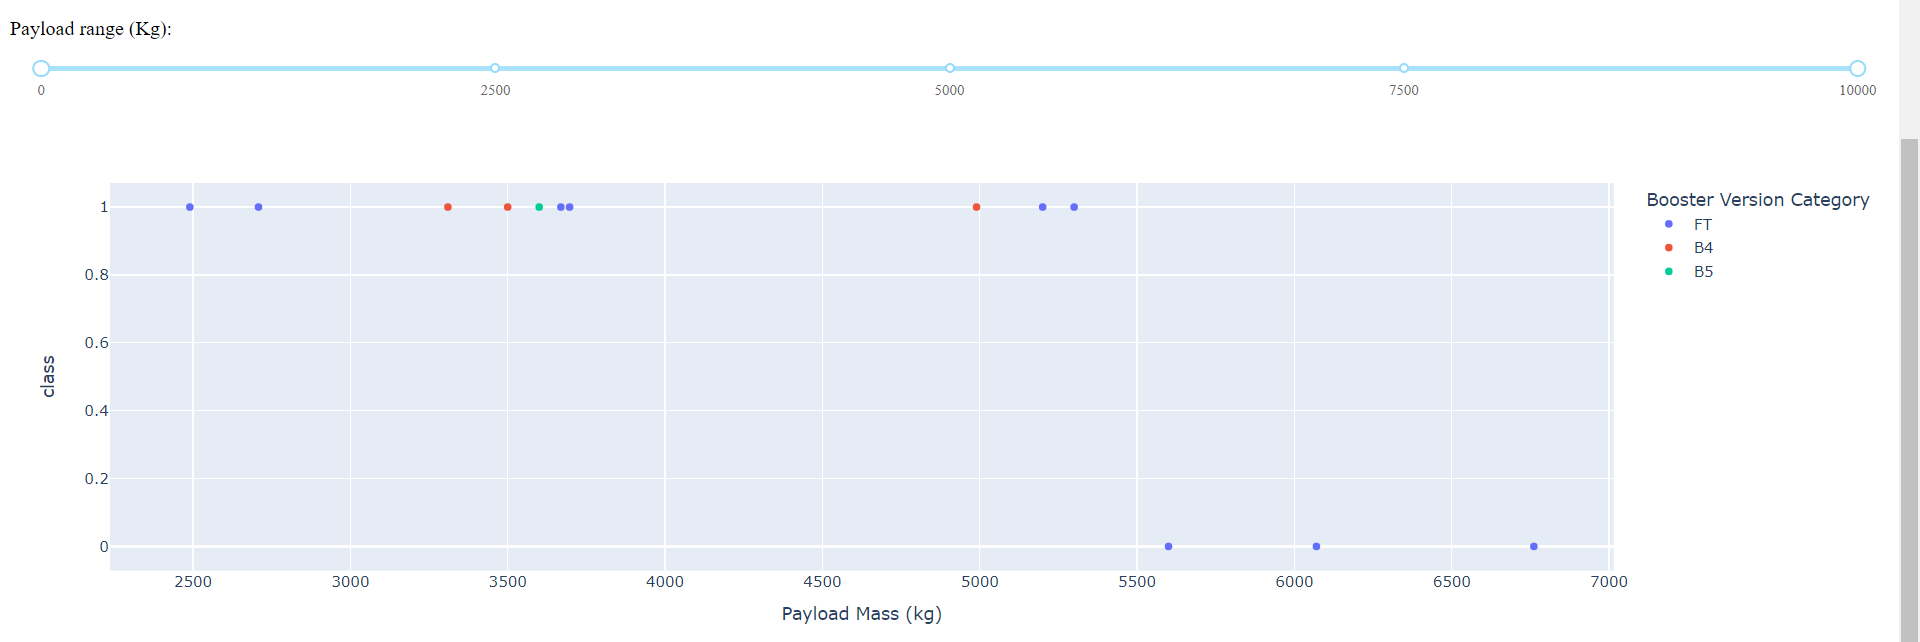 Payload range (Kg):
0 2500 5000 7500 10000
Booster Version Category
FT
B4
B5
1
0.8
0.6
0.4
0.2
0
class
2500 3000 3500 4000 4500 5000 5500 6000 6500 7000
Payload Mass (kg)